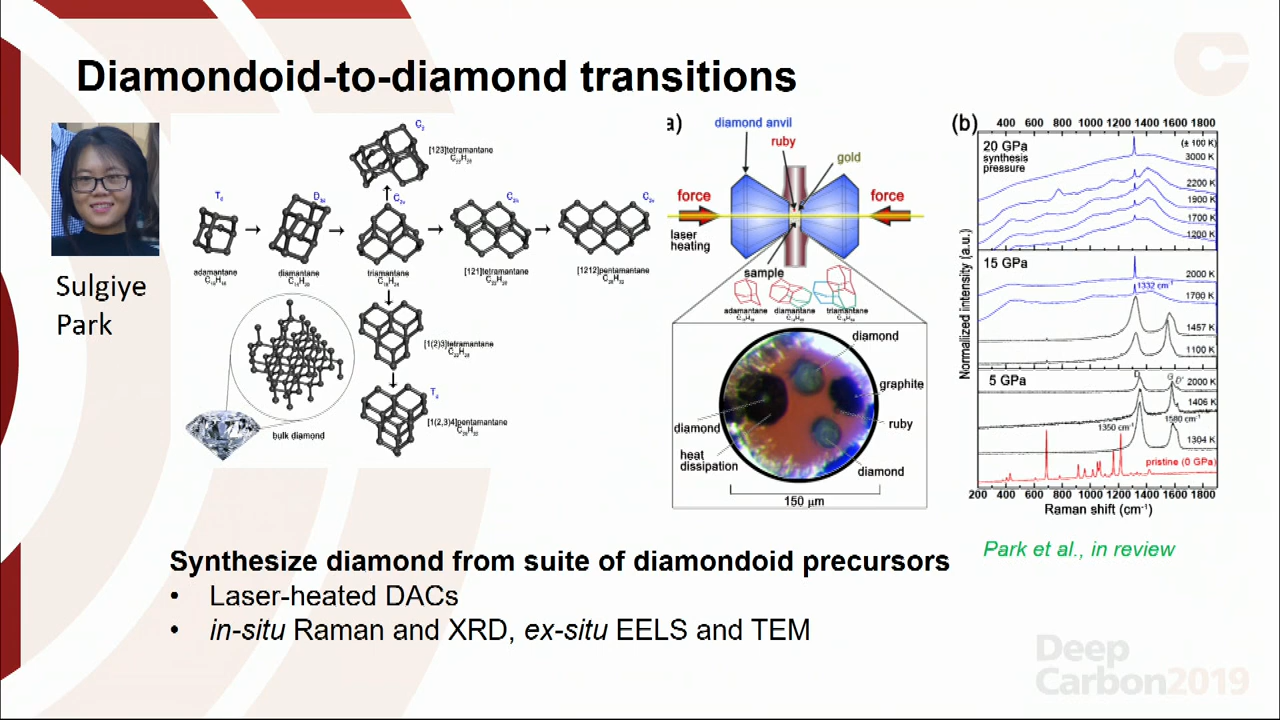 Diamondoid-to-diamond transitions
Sulgiye
Park
adamantane
diamantane
triamantane
[123]tetramantane
[121]tetramantane
[1212]pentamantane
[1(2)3]tetramantane
[1(2,3)4]pentamantane
bulk diamond
a)
diamond anvil
ruby
gold
force
force
laser
heating
sample
adamantane
diamantane
triamantane
diamond
graphite
diamond
ruby
heat
dissipation
diamond
150 μm
(b)
400 600 800 1000 1200 1400 1600 1800
20 GPa
synthesis
pressure
(± 100 K)
3000 K
2200 K
1900 K
1700 K
1200 K
15 GPa
2000 K
1332 cm⁻¹
1700 K
1457 K
1100 K
5 GPa
D
G D'
2000 K
1406 K
1350 cm⁻¹
1580 cm⁻¹
1304 K
pristine (0 GPa)
Normalized intensity (a.u.)
200 400 600 800 1000 1200 1400 1600 1800
Raman shift (cm⁻¹)
Park et al., in review
Synthesize diamond from suite of diamondoid precursors
• Laser-heated DACs
• in-situ Raman and XRD, ex-situ EELS and TEM
Deep
Carbon2019